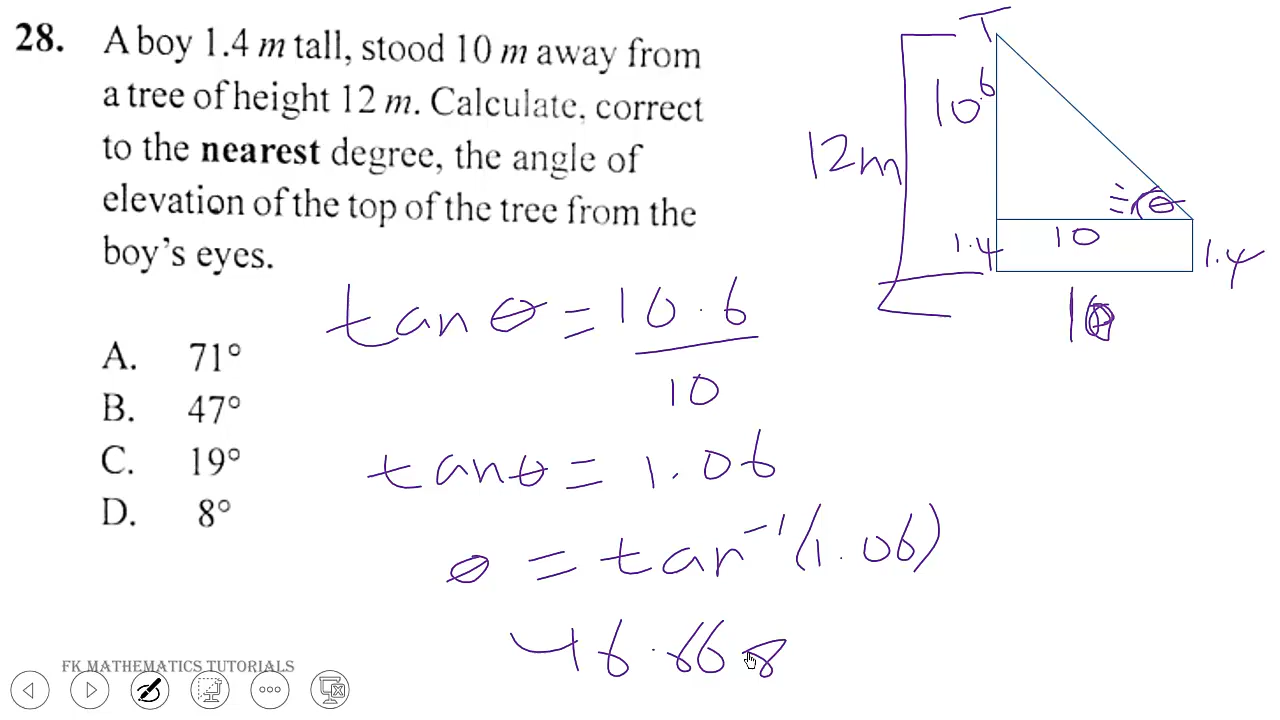 28. A boy 1.4 m tall, stood 10 m away from
a tree of height 12 m. Calculate, correct
to the nearest degree, the angle of
elevation of the top of the tree from the
boy's eyes.
A. 71°
B. 47°
C. 19°
D. 8°
T
10.6
12m
θ
10
1.4
1.4
tan θ = 10.6
10
tanθ = 1.06
θ = tan⁻¹(1.06)
46.668
FK MATHEMATICS TUTORIALS